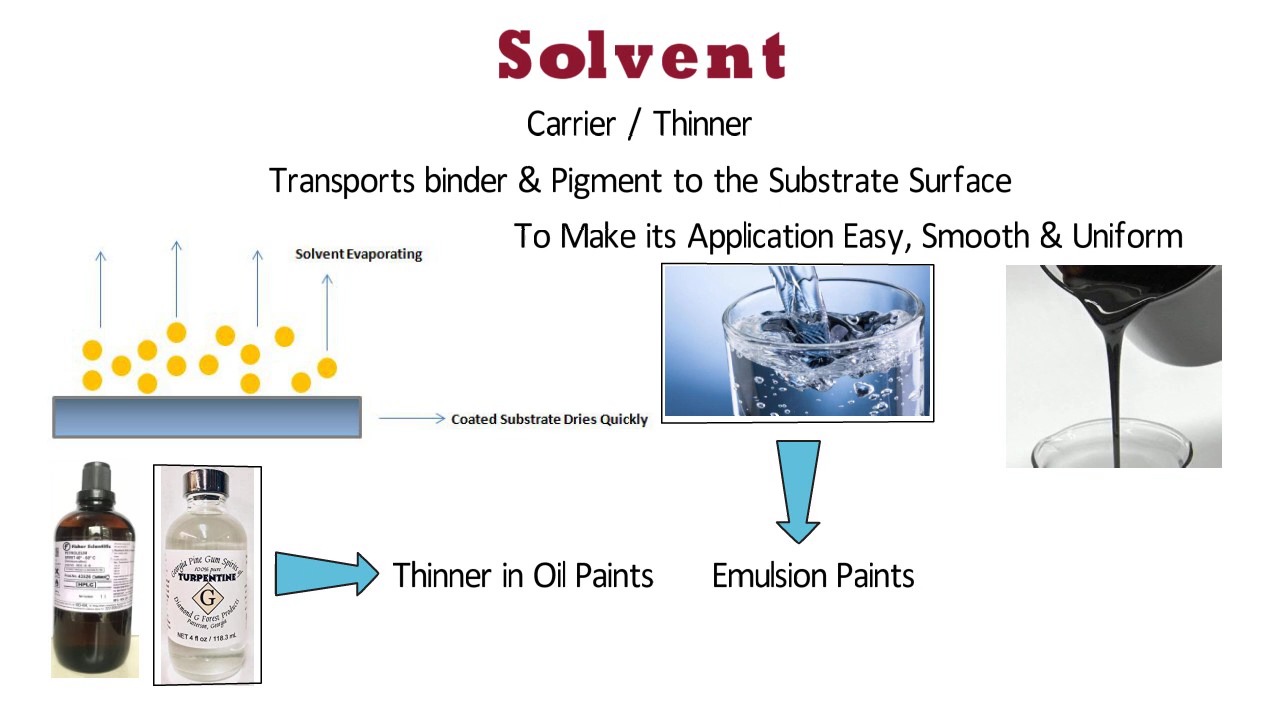 Solvent
Carrier / Thinner
Transports binder & Pigment to the Substrate Surface
To Make its Application Easy, Smooth & Uniform
Solvent Evaporating
Coated Substrate Dries Quickly
Fisher Scientific
PETROLEUM
HPLC
Georgia Pine Gum Spirits of
100% pure
TURPENTINE
G
Diamond G Forest Products
Patterson, Georgia
NET 4 fl oz / 118.3 mL
Thinner in Oil Paints
Emulsion Paints